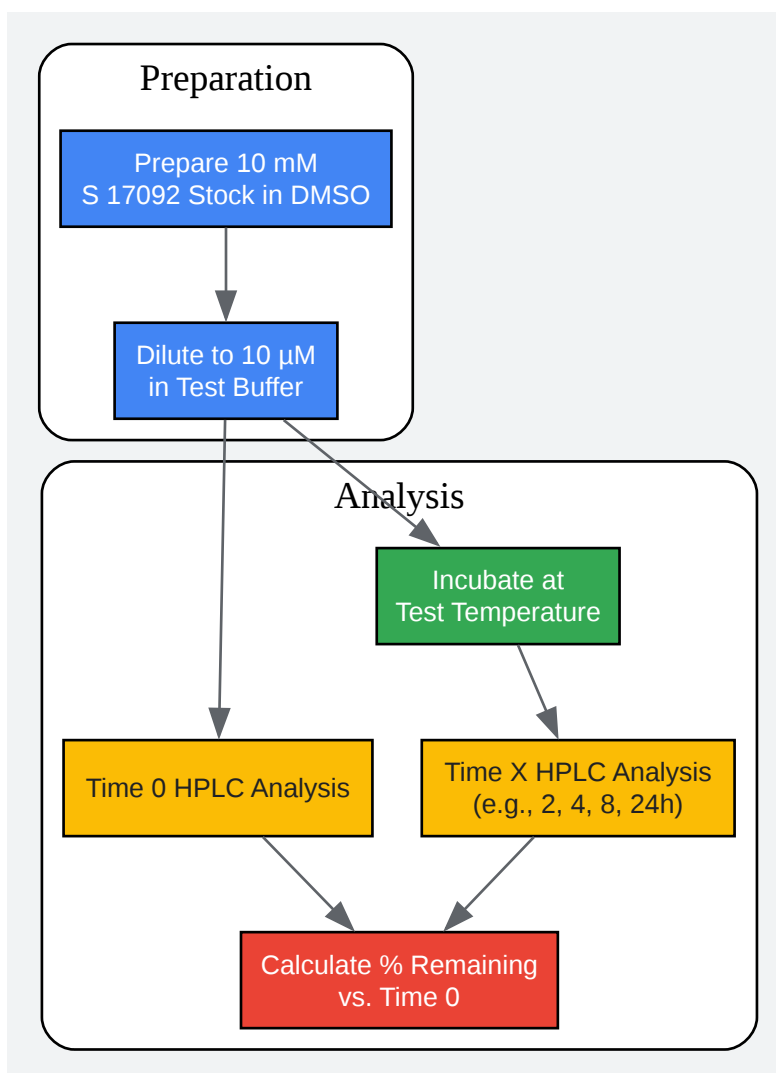 Preparation
Prepare 10 mM
S 17092 Stock in DMSO
Dilute to 10 µM
in Test Buffer
Analysis
Incubate at
Test Temperature
Time 0 HPLC Analysis
Time X HPLC Analysis
(e.g., 2, 4, 8, 24h)
Calculate % Remaining
vs. Time 0